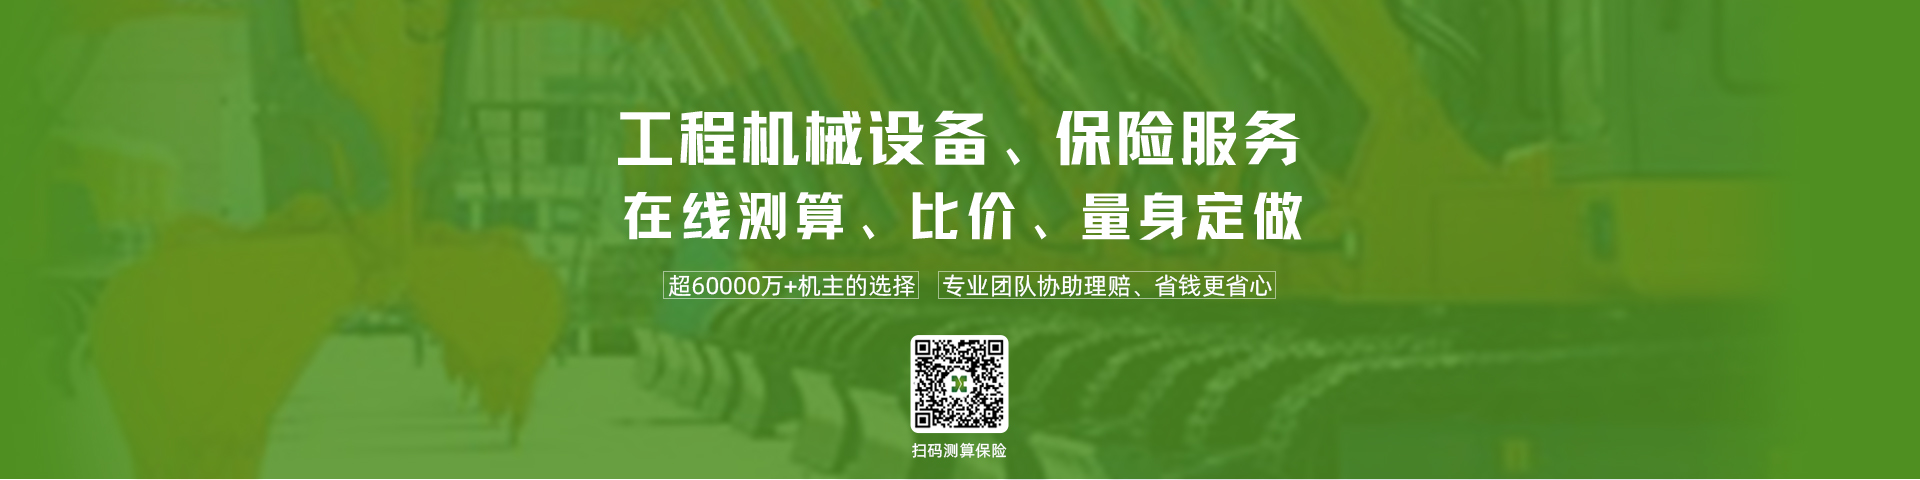 工程机械设备、保险服务
在线测算、比价、量身定做
超60000万+机主的选择 专业团队协助理赔、省钱更省心
扫码测算保险